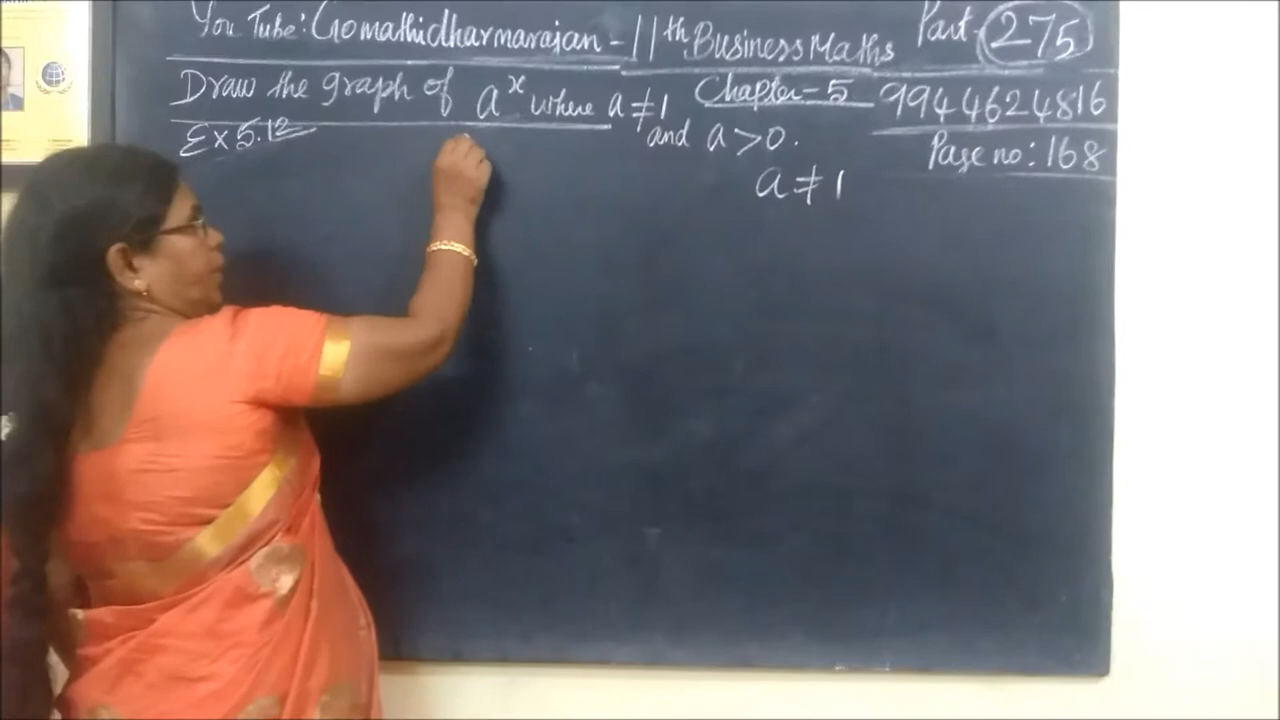 You Tube: Gomathidharmarajan - 11th Business Maths Part - 275
Draw the graph of a^x where a ≠ 1 Chapter - 5 9944624816
Ex 5.12 and a > 0. Page no: 168
a ≠ 1